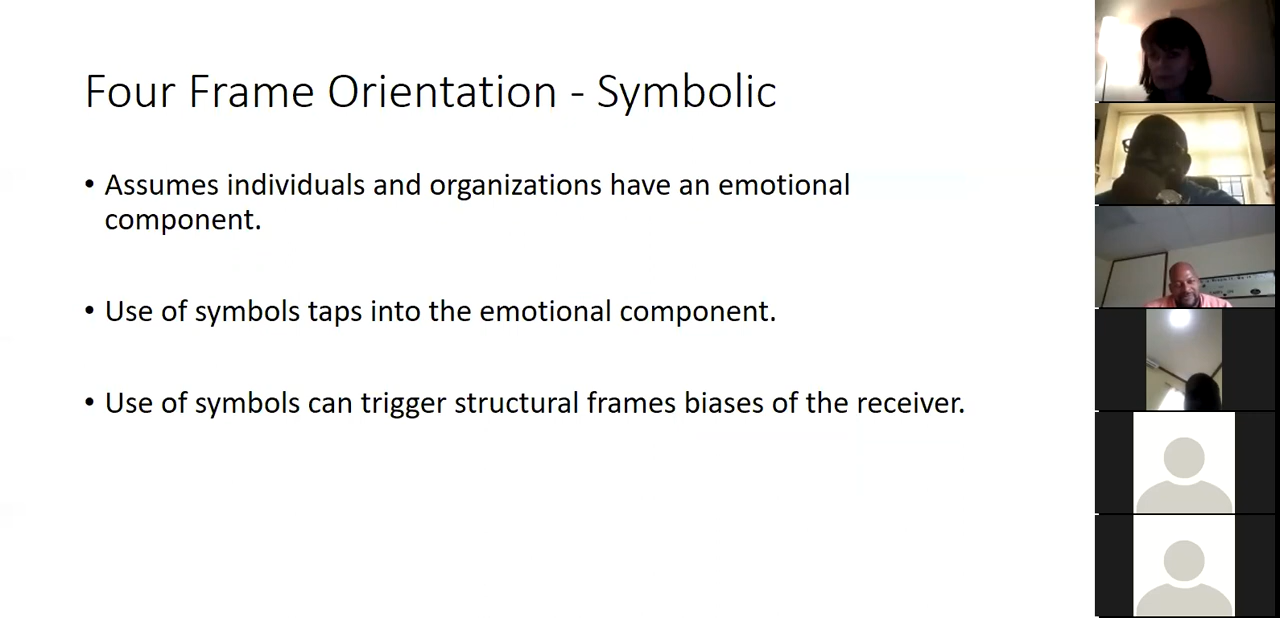 Four Frame Orientation - Symbolic
• Assumes individuals and organizations have an emotional
component.
• Use of symbols taps into the emotional component.
• Use of symbols can trigger structural frames biases of the receiver.